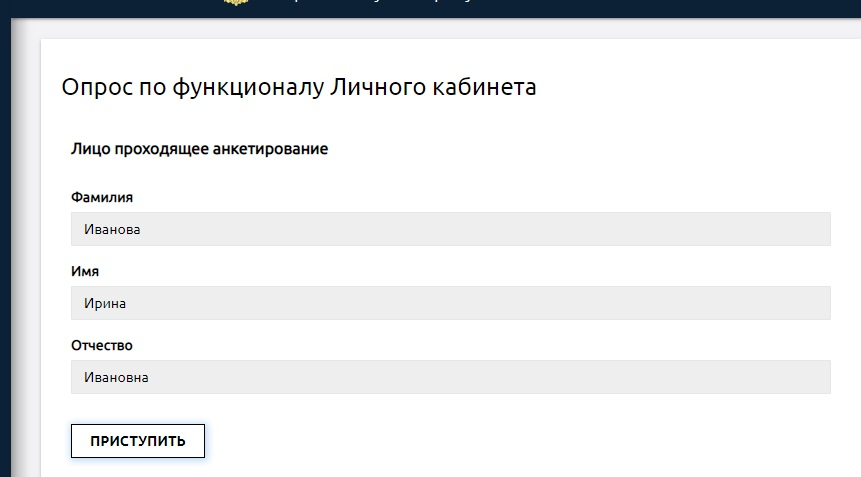 Опрос по функционалу Личного кабинета
Лицо проходящее анкетирование
Фамилия
Иванова
Имя
Ирина
Отчество
Ивановна
ПРИСТУПИТЬ